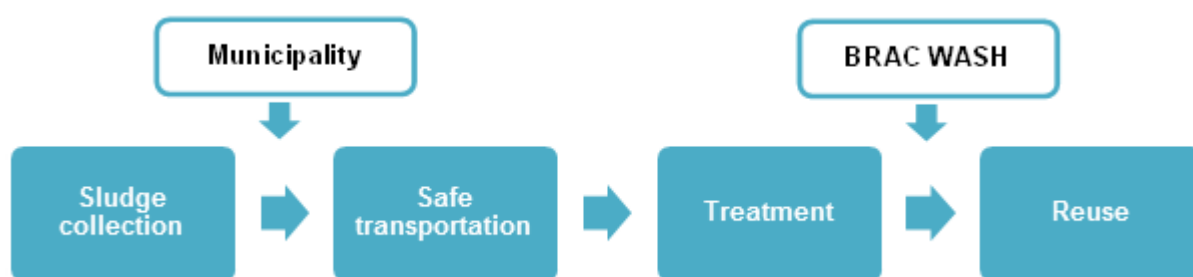 Municipality
BRAC WASH
Sludge
collection
Safe
transportation
Treatment
Reuse